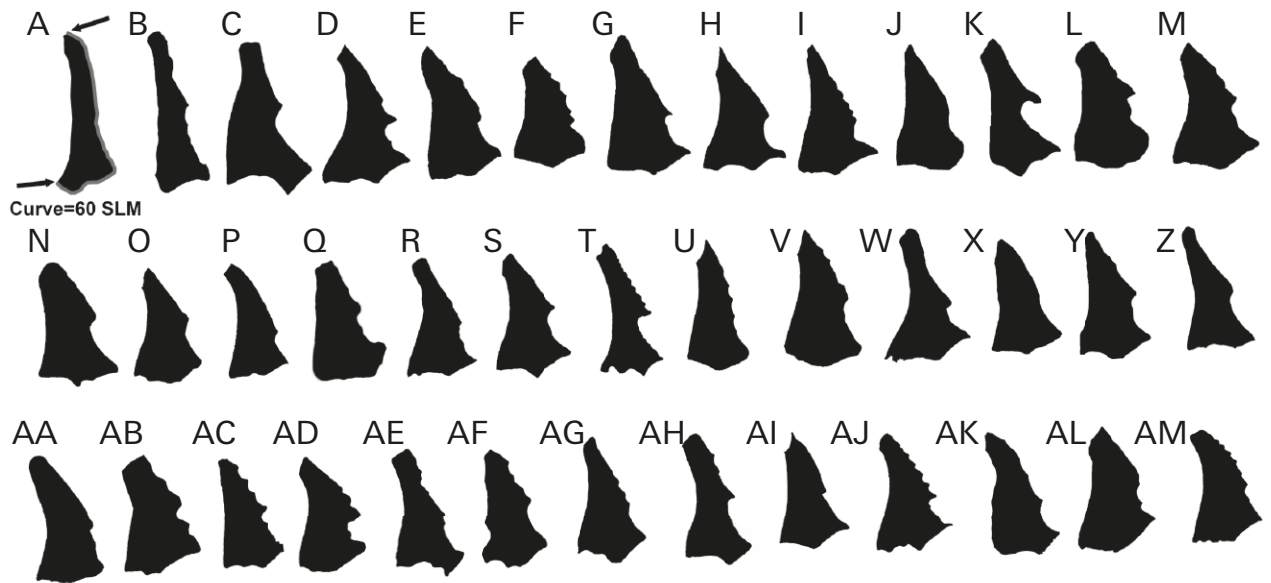 A B C D E F G H I J K L M
Curve=60 SLM
N O P Q R S T U V W X Y Z
AA AB AC AD AE AF AG AH AI AJ AK AL AM